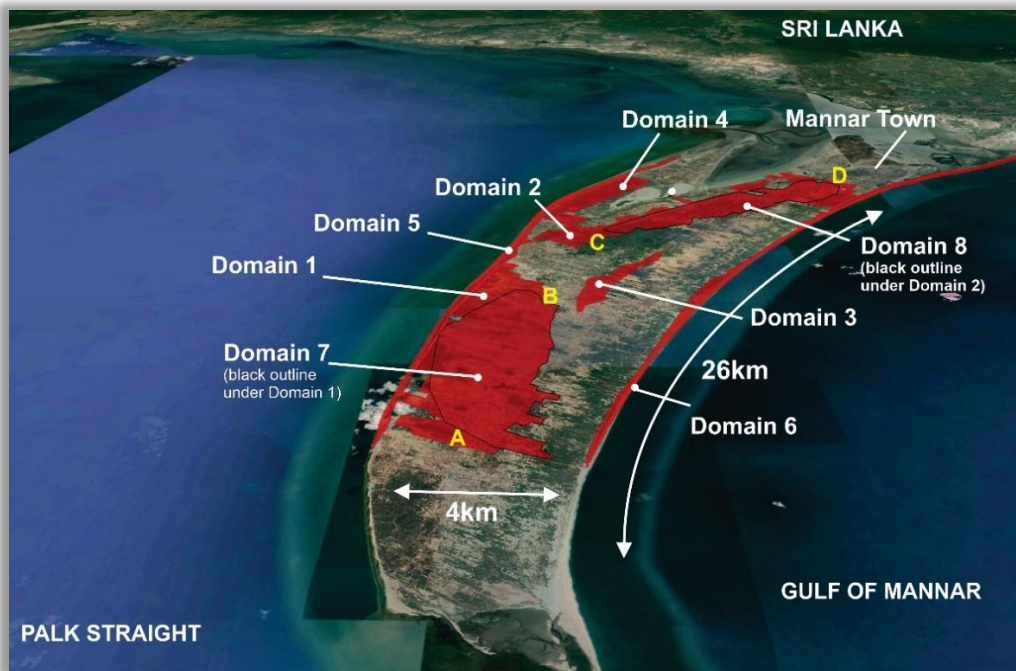 SRI LANKA
Domain 4
Mannar Town
Domain 2
D
Domain 5
C
Domain 8
(black outline
under Domain 2)
Domain 1
B
Domain 3
Domain 7
(black outline
under Domain 1)
26km
A
Domain 6
4km
GULF OF MANNAR
PALK STRAIGHT